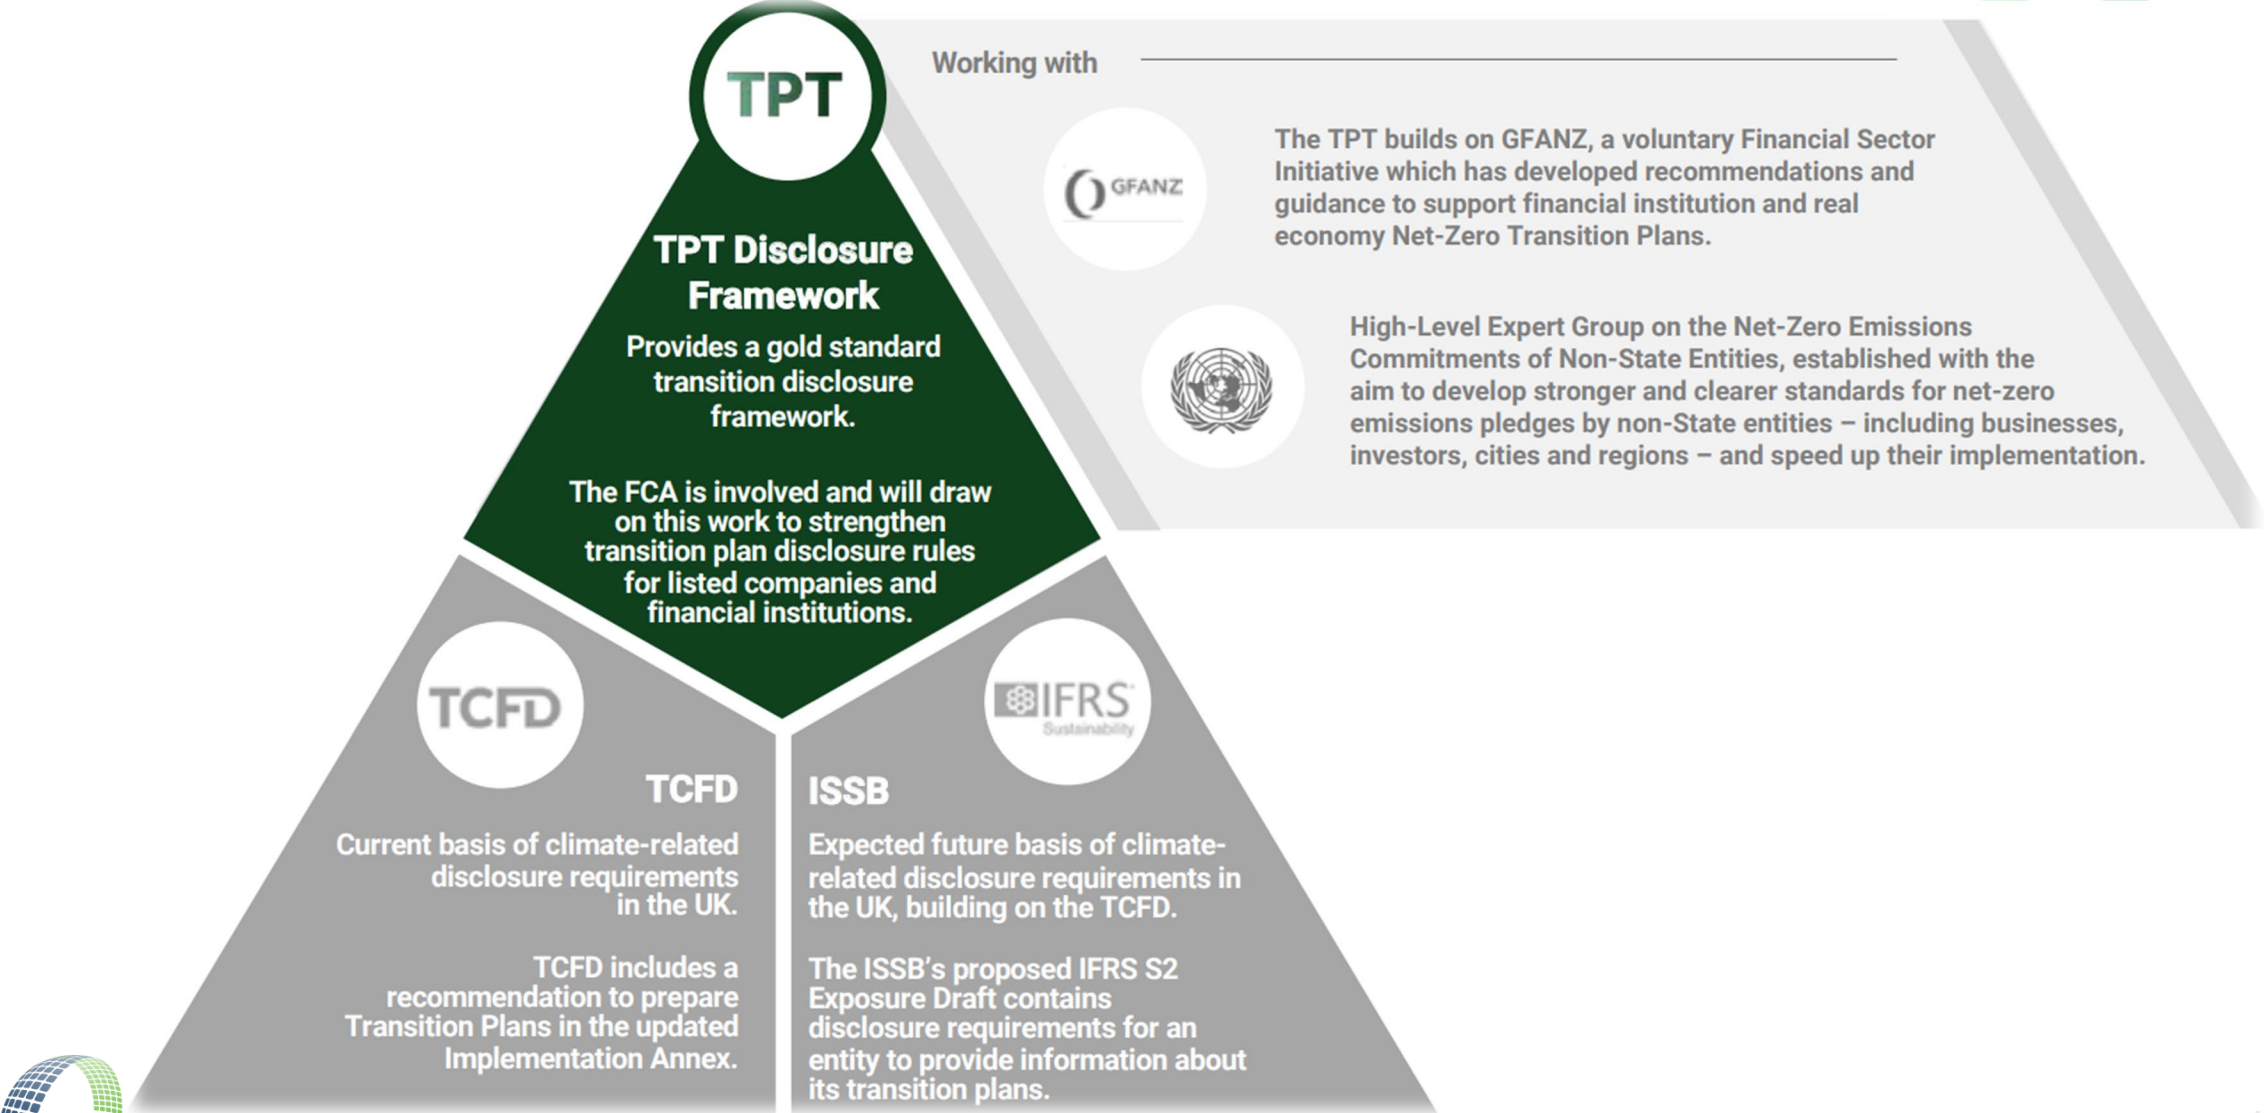 TPT
Working with
GFANZ
The TPT builds on GFANZ, a voluntary Financial Sector
Initiative which has developed recommendations and
guidance to support financial institution and real
economy Net-Zero Transition Plans.
High-Level Expert Group on the Net-Zero Emissions
Commitments of Non-State Entities, established with the
aim to develop stronger and clearer standards for net-zero
emissions pledges by non-State entities – including businesses,
investors, cities and regions – and speed up their implementation.
TPT Disclosure
Framework
Provides a gold standard
transition disclosure
framework.
The FCA is involved and will draw
on this work to strengthen
transition plan disclosure rules
for listed companies and
financial institutions.
TCFD
TCFD
Current basis of climate-related
disclosure requirements
in the UK.
TCFD includes a
recommendation to prepare
Transition Plans in the updated
Implementation Annex.
IFRS
Sustainability
ISSB
Expected future basis of climate-
related disclosure requirements in
the UK, building on the TCFD.
The ISSB's proposed IFRS S2
Exposure Draft contains
disclosure requirements for an
entity to provide information about
its transition plans.